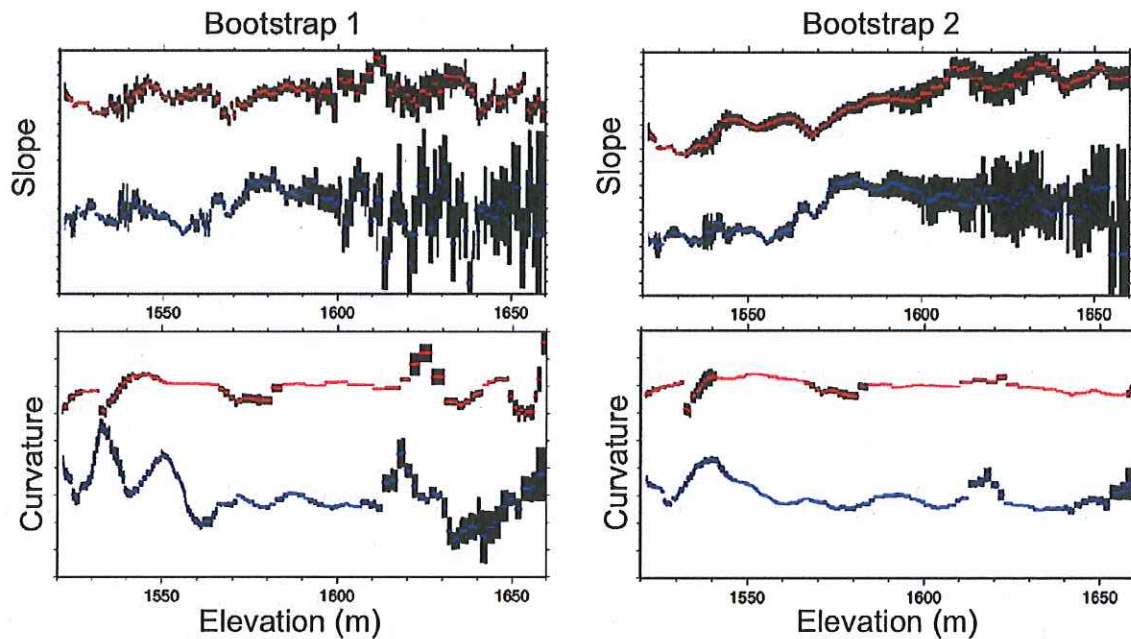 Bootstrap 1
Bootstrap 2
Slope
Slope
1550 1600 1650
1550 1600 1650
Curvature
Curvature
1550 1600 1650
1550 1600 1650
Elevation (m)
Elevation (m)